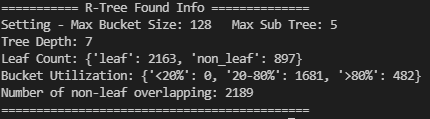 =========== R-Tree Found Info =============
Setting - Max Bucket Size: 128   Max Sub Tree: 5
Tree Depth: 7
Leaf Count: {'leaf': 2163, 'non_leaf': 897}
Bucket Utilization: {'<20%': 0, '20-80%': 1681, '>80%': 482}
Number of non-leaf overlapping: 2189
===========================================